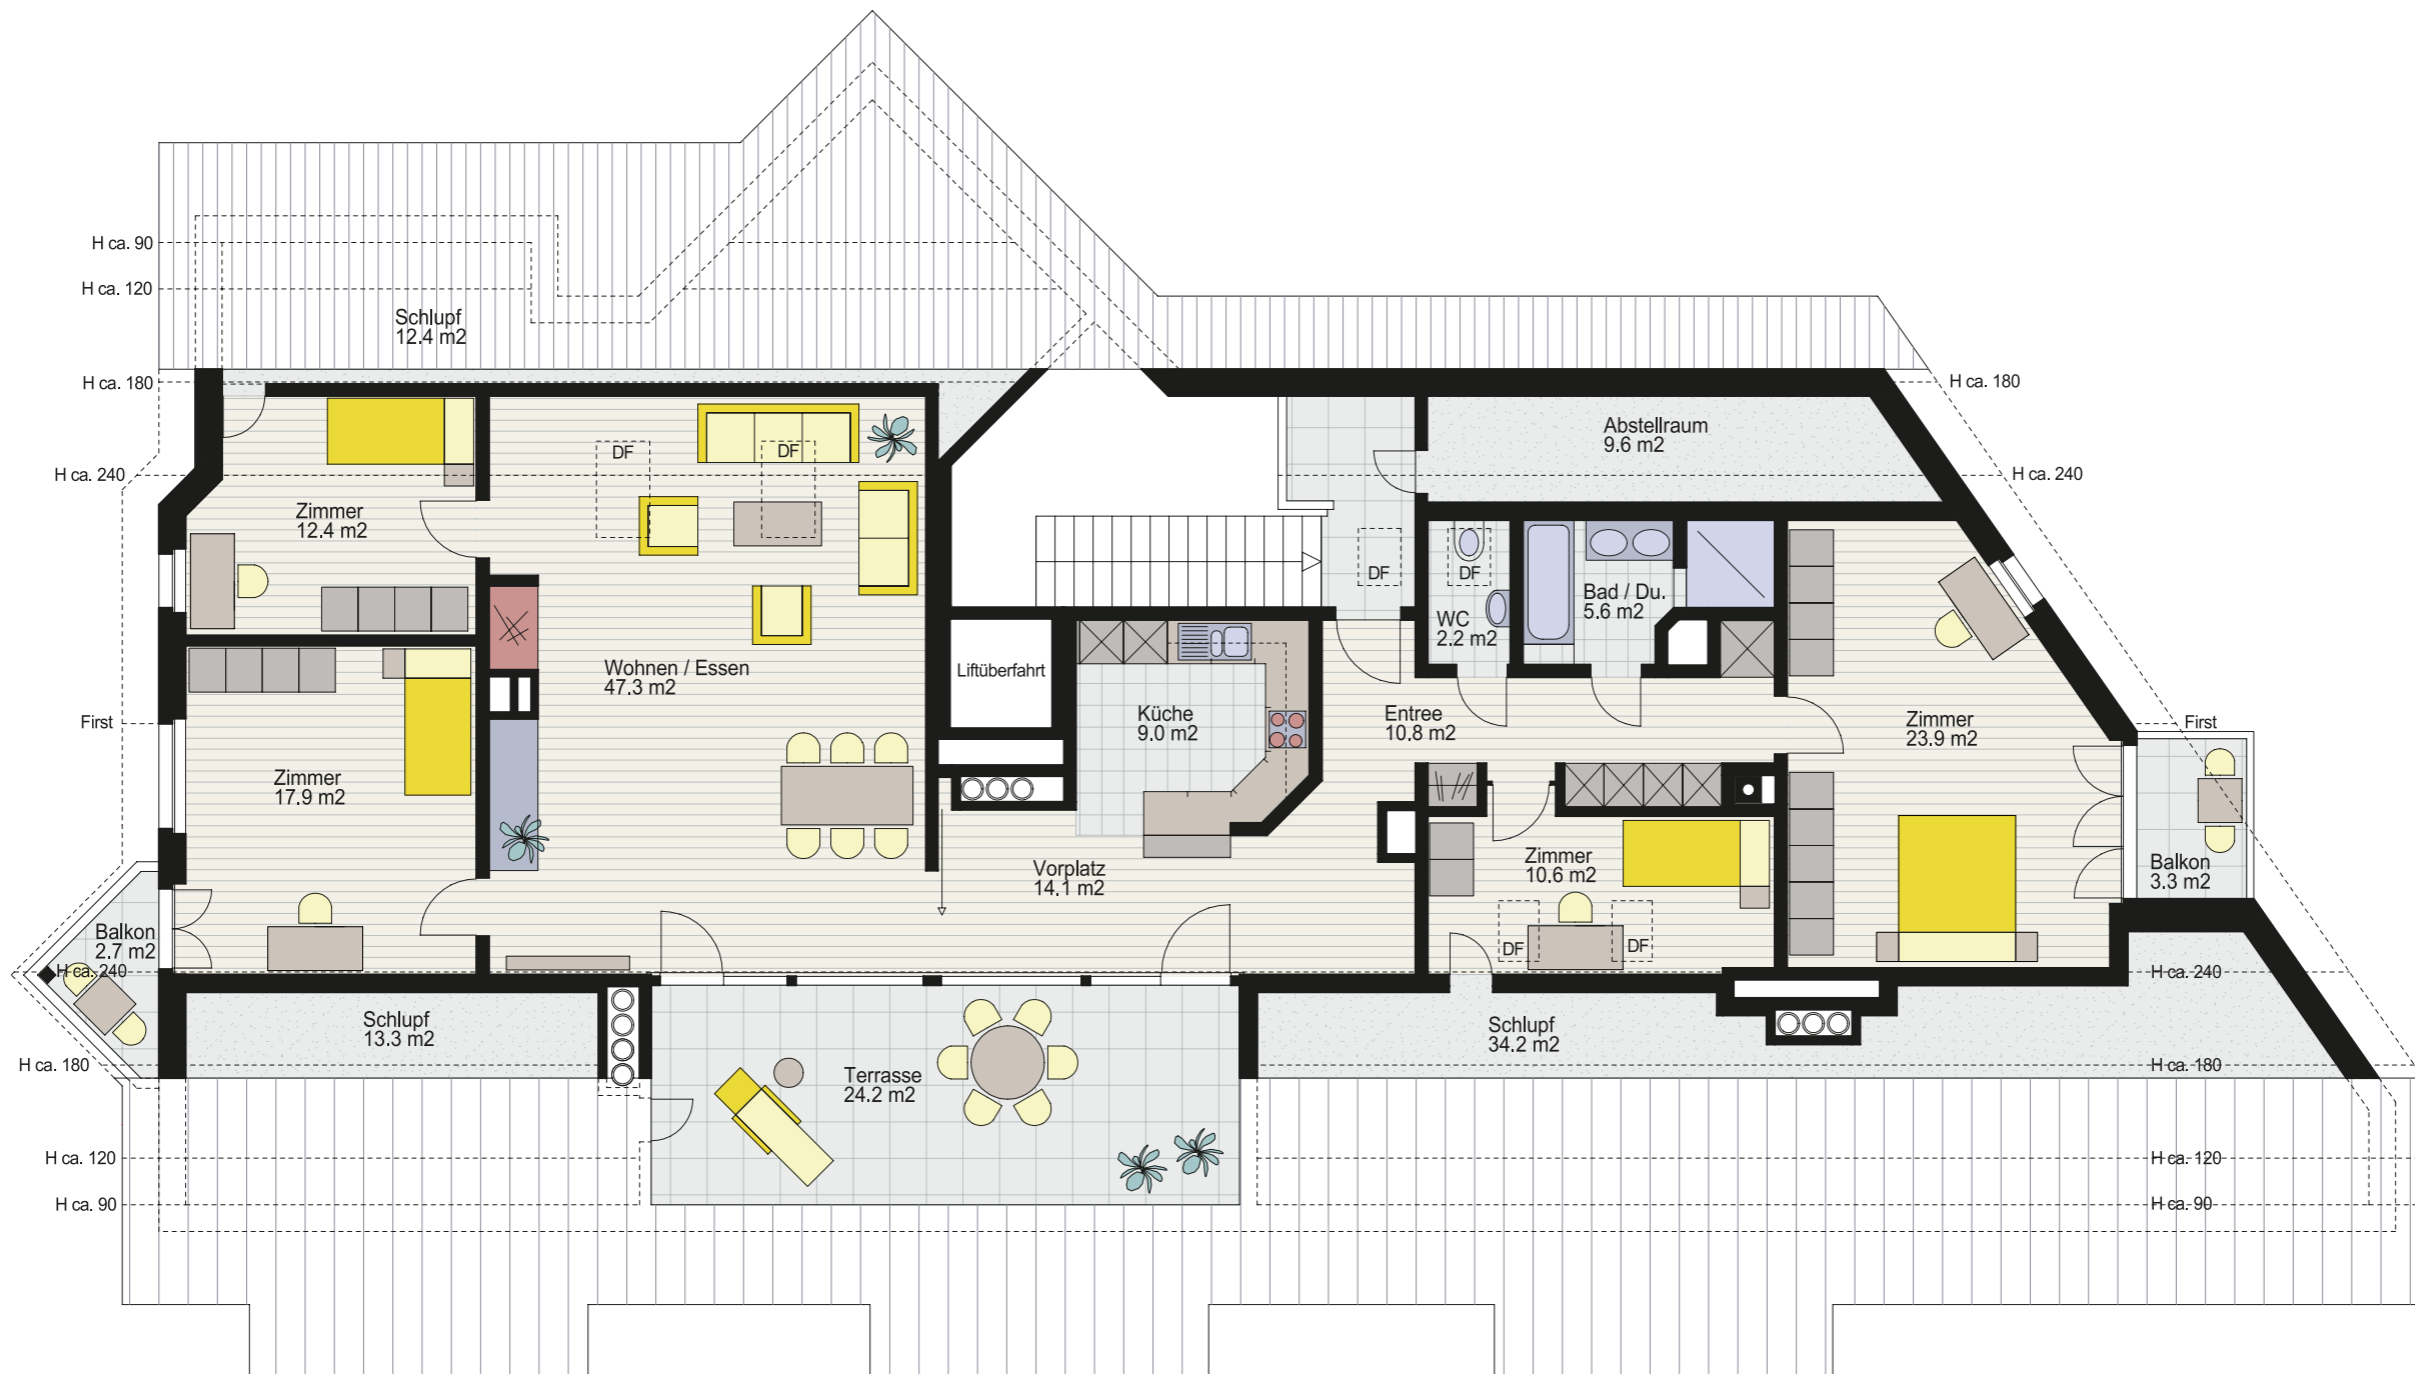 H ca. 90
H ca. 120
Schlupf
12.4 m2
H ca. 180
H ca. 180
H ca. 240
Abstellraum
9.6 m2
H ca. 240
DF
DF
Zimmer
12.4 m2
DF
DF
WC
2.2 m2
Bad / Du.
5.6 m2
Wohnen / Essen
47.3 m2
Liftüberfahrt
Küche
9.0 m2
Entree
10.8 m2
Zimmer
23.9 m2
First
First
Zimmer
17.9 m2
Vorplatz
14.1 m2
Zimmer
10.6 m2
Balkon
3.3 m2
Balkon
2.7 m2
DF
DF
H ca. 240
H ca. 240
Schlupf
13.3 m2
Schlupf
34.2 m2
H ca. 180
H ca. 180
Terrasse
24.2 m2
H ca. 120
H ca. 120
H ca. 90
H ca. 90